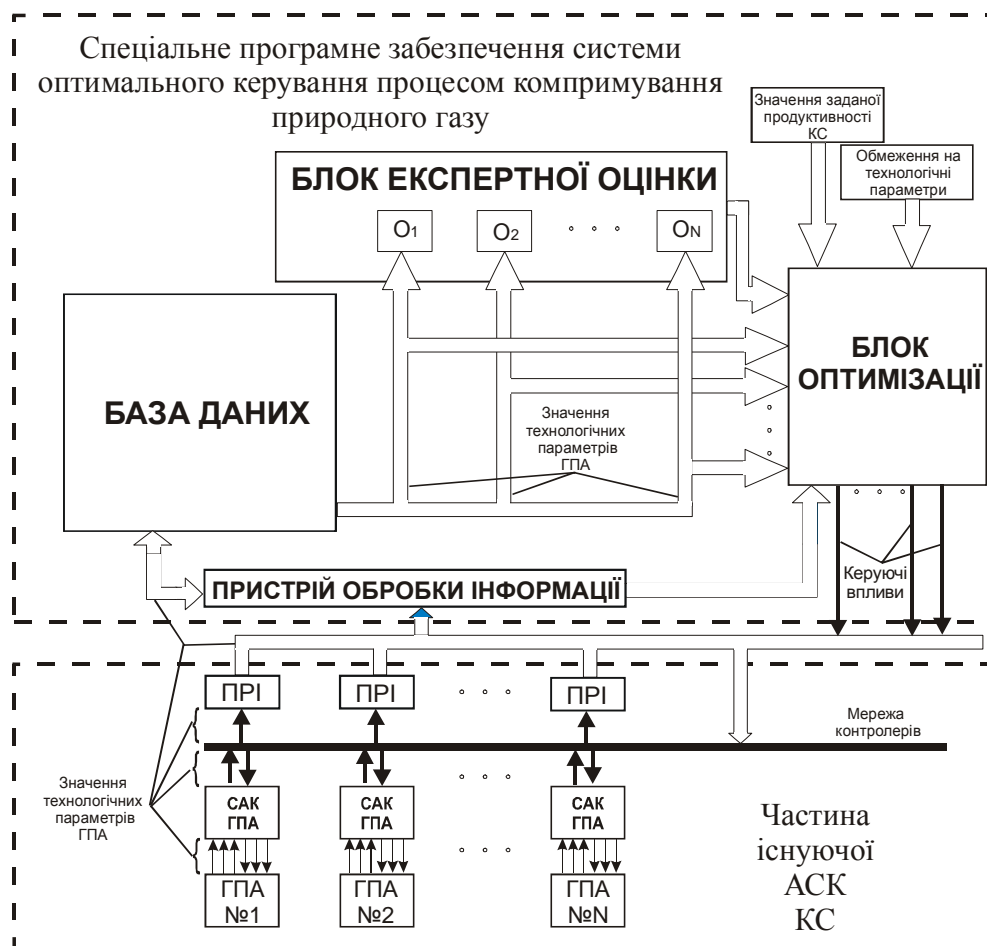 Спеціальне програмне забезпечення системи
оптимального керування процесом компримування
природного газу
Значення заданої
продуктивності
КС
Обмеження на
технологічні
параметри
БЛОК ЕКСПЕРТНОЇ ОЦІНКИ
О1
О2
ОN
БАЗА ДАНИХ
БЛОК
ОПТИМІЗАЦІЇ
Значення
технологічних
параметрів
ГПА
Керуючі
впливи
ПРИСТРІЙ ОБРОБКИ ІНФОРМАЦІЇ
ПРІ
ПРІ
ПРІ
Мережа
контролерів
Значення
технологічних
параметрів
ГПА
САК
ГПА
САК
ГПА
САК
ГПА
ГПА
№1
ГПА
№2
ГПА
№N
Частина
існуючої
АСК
КС